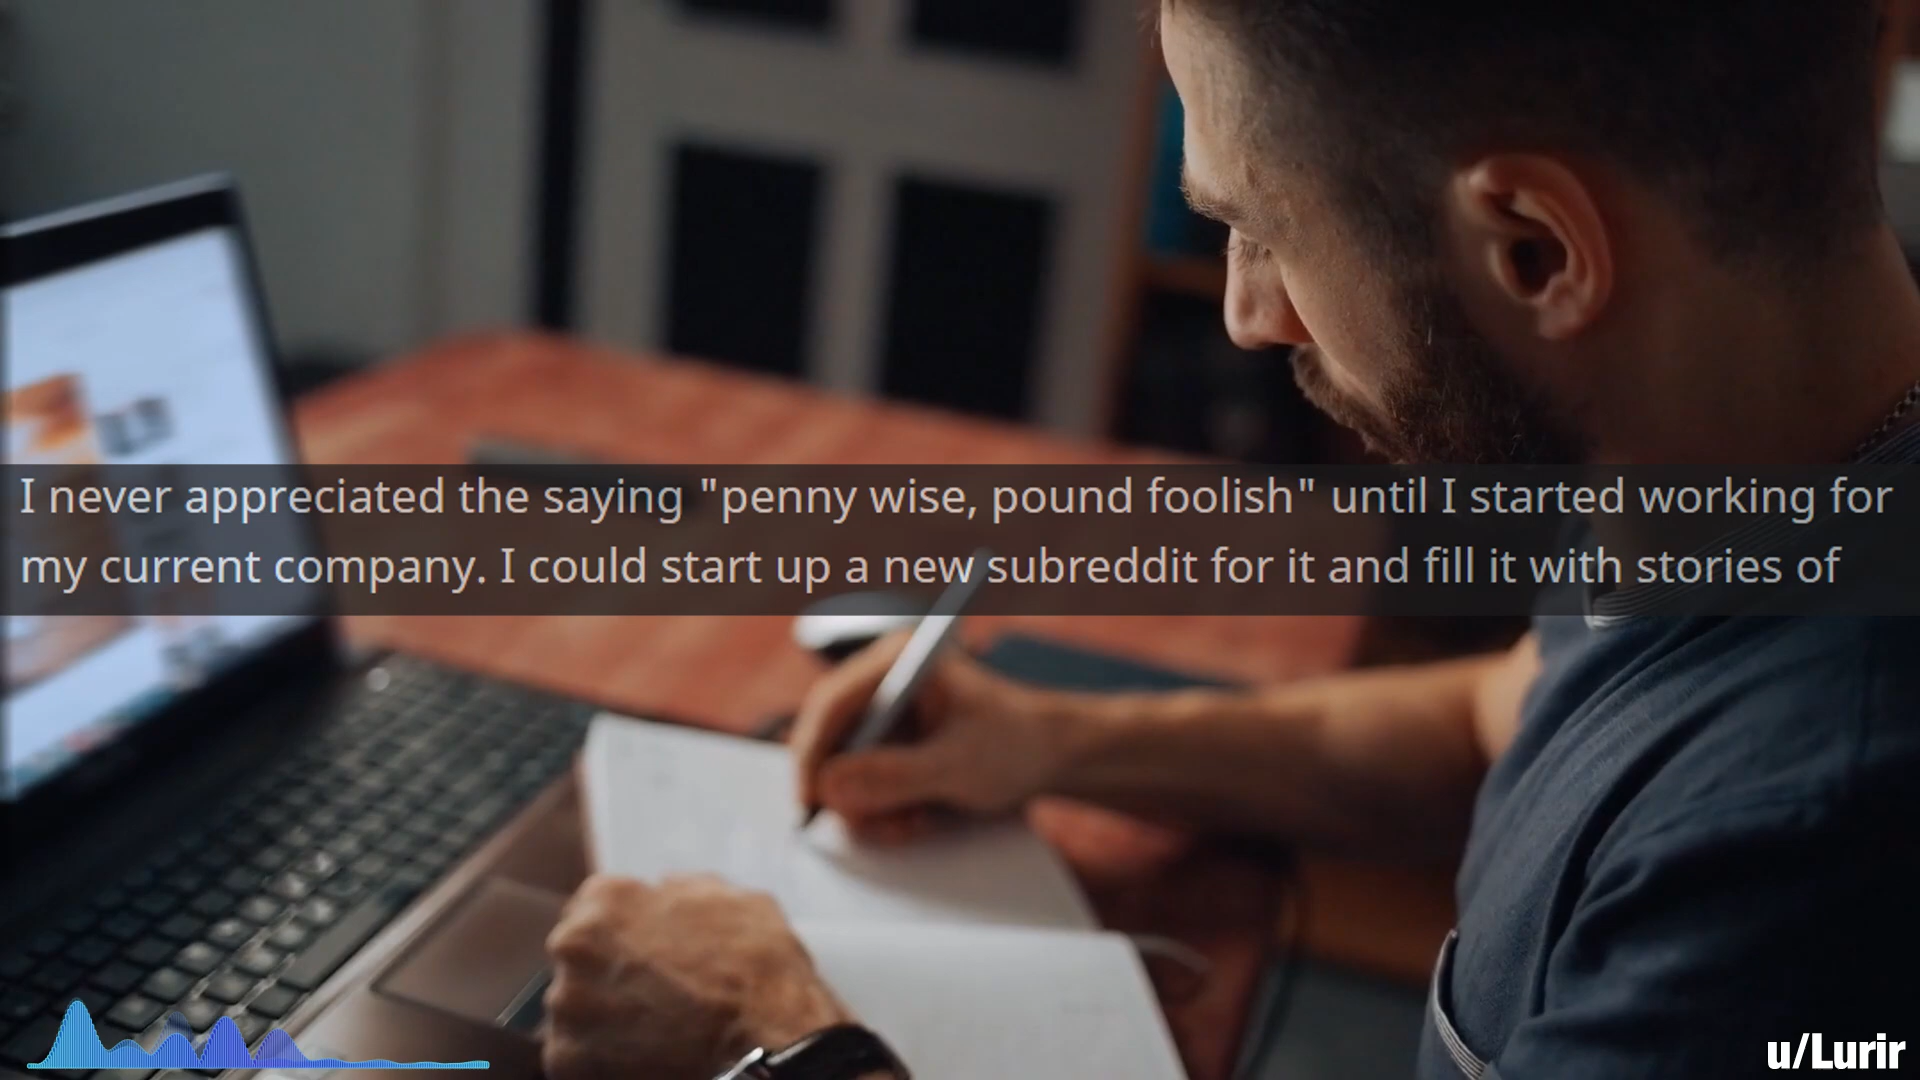 I never appreciated the saying "penny wise, pound foolish" until I started working for
my current company. I could start up a new subreddit for it and fill it with stories of
u/Lurir